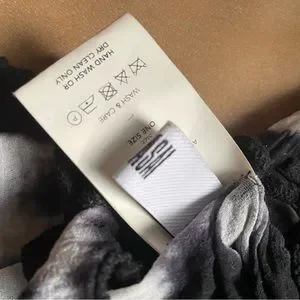 HAND WASH OR
DRY CLEAN ONLY
P
WASH & CARE
ONE SIZE